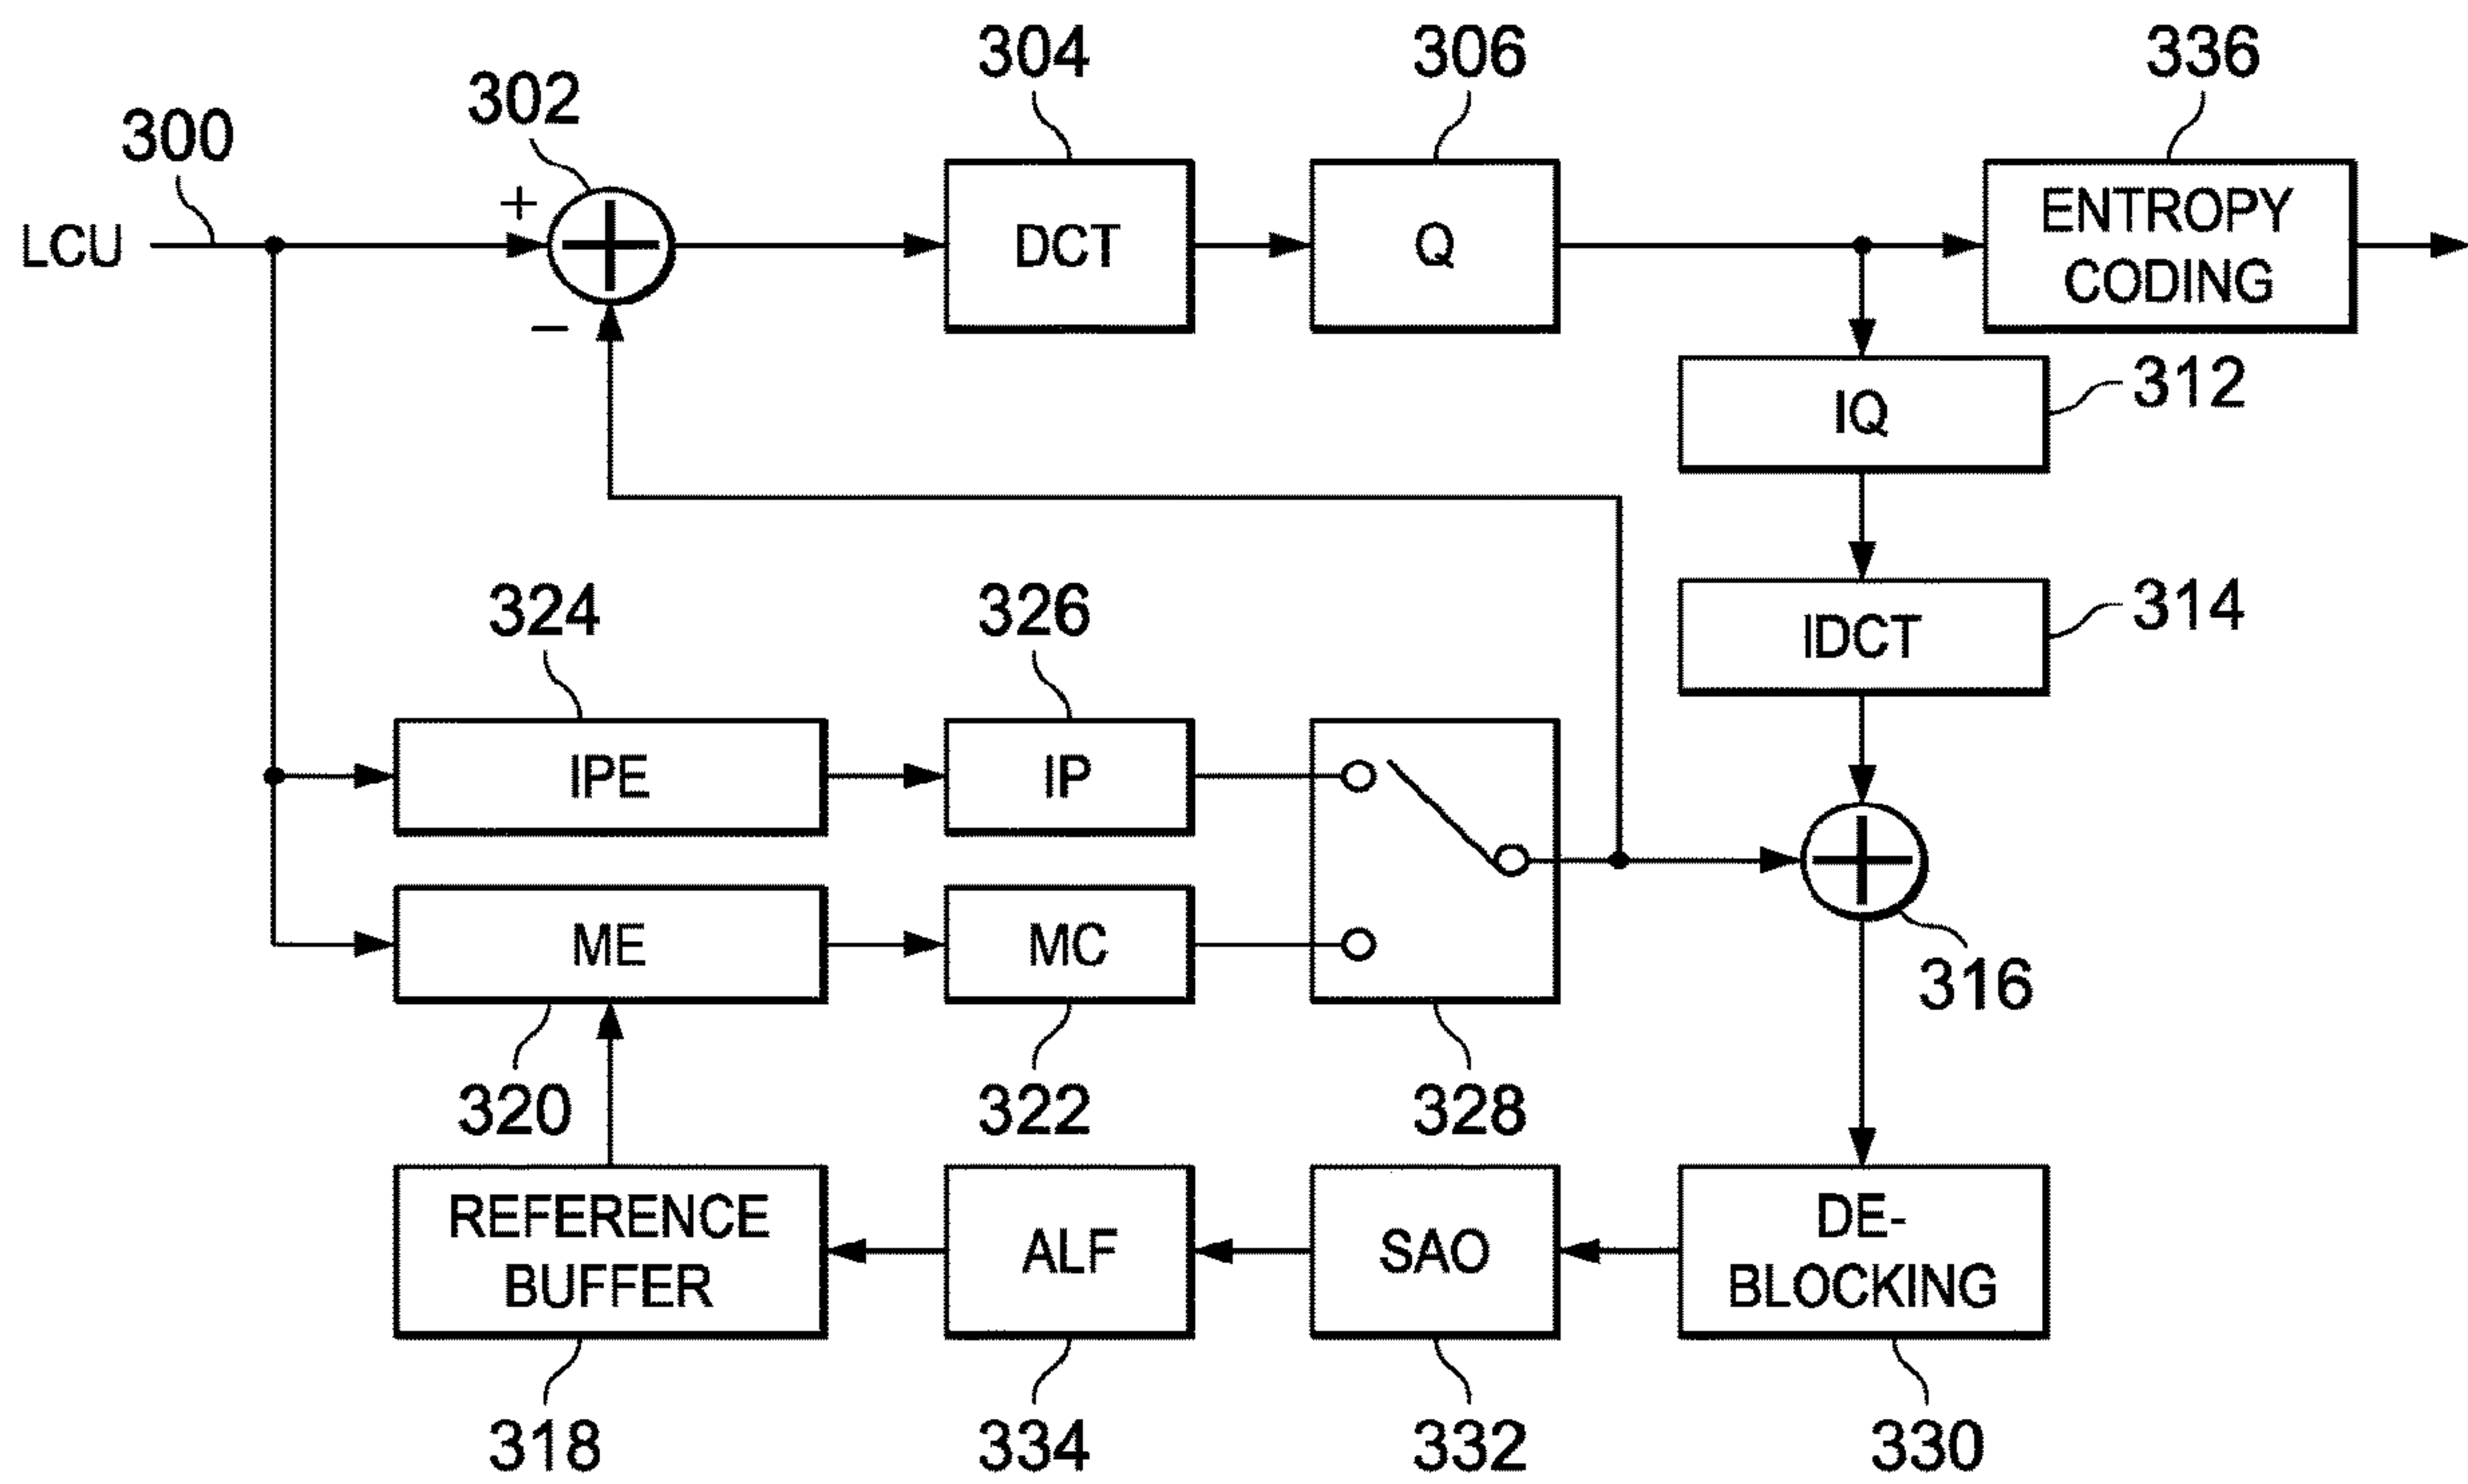 304
306
336
302
300
+
LCU
DCT
Q
ENTROPY
CODING
−
312
IQ
314
IDCT
324
326
IPE
IP
ME
MC
316
320
322
328
REFERENCE
BUFFER
ALF
SAO
DE-
BLOCKING
318
334
332
330